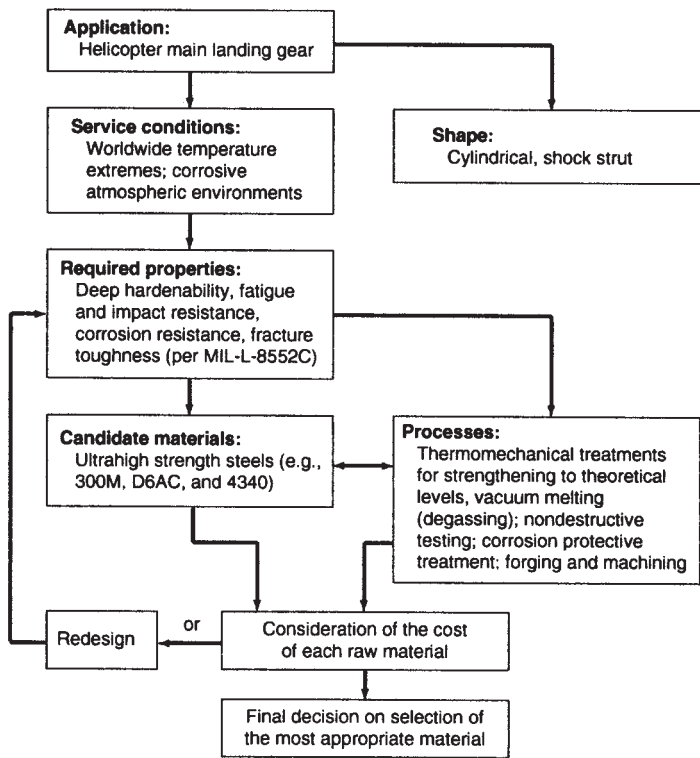 Application:
Helicopter main landing gear
Service conditions:
Worldwide temperature
extremes; corrosive
atmospheric environments
Shape:
Cylindrical, shock strut
Required properties:
Deep hardenability, fatigue
and impact resistance,
corrosion resistance, fracture
toughness (per MIL-L-8552C)
Candidate materials:
Ultrahigh strength steels (e.g.,
300M, D6AC, and 4340)
Processes:
Thermomechanical treatments
for strengthening to theoretical
levels, vacuum melting
(degassing); nondestructive
testing; corrosion protective
treatment; forging and machining
Redesign
or
Consideration of the cost
of each raw material
Final decision on selection of
the most appropriate material